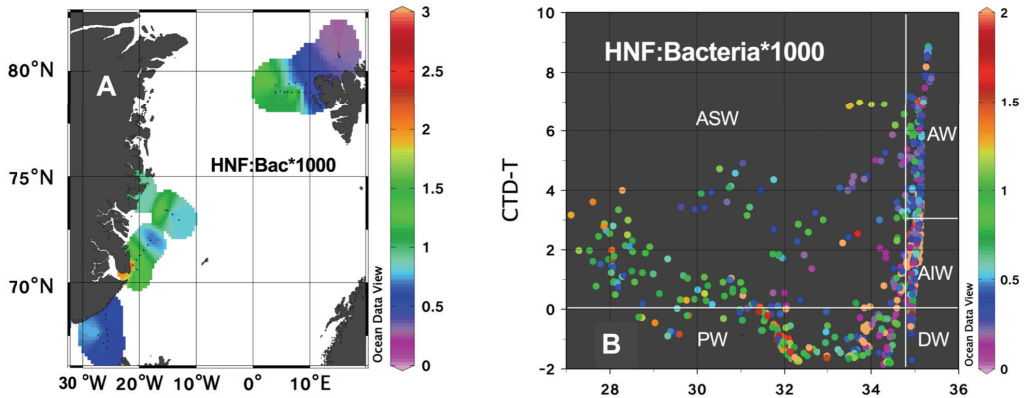 A
HNF:Bac*1000
80°N
75°N
70°N
30°W
20°W
10°W
0°
10°E
3
2.5
2
1.5
1
0.5
0
Ocean Data View
HNF:Bacteria*1000
ASW
AW
AIW
PW
DW
B
CTD-T
10
8
6
4
2
0
-2
28
30
32
34
36
2
1.5
1
0.5
0
Ocean Data View